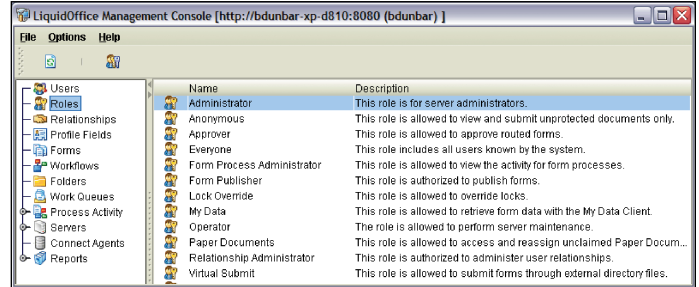 LiquidOffice Management Console [http://bdunbar-xp-d810:8080 (bdunbar) ]
File Options Help
Users
Roles
Relationships
Profile Fields
Forms
Workflows
Folders
Work Queues
Process Activity
Servers
Connect Agents
Reports
Name Description
Administrator This role is for server administrators.
Anonymous This role is allowed to view and submit unprotected documents only.
Approver This role is allowed to approve routed forms.
Everyone This role includes all users known by the system.
Form Process Administrator This role is allowed to view the activity for form processes.
Form Publisher This role is authorized to publish forms.
Lock Override This role is allowed to override locks.
My Data This role is allowed to retrieve form data with the My Data Client.
Operator The role is allowed to perform server maintenance.
Paper Documents This role is allowed to access and reassign unclaimed Paper Docum...
Relationship Administrator This role is authorized to administer user relationships.
Virtual Submit This role is allowed to submit forms through external directory files.